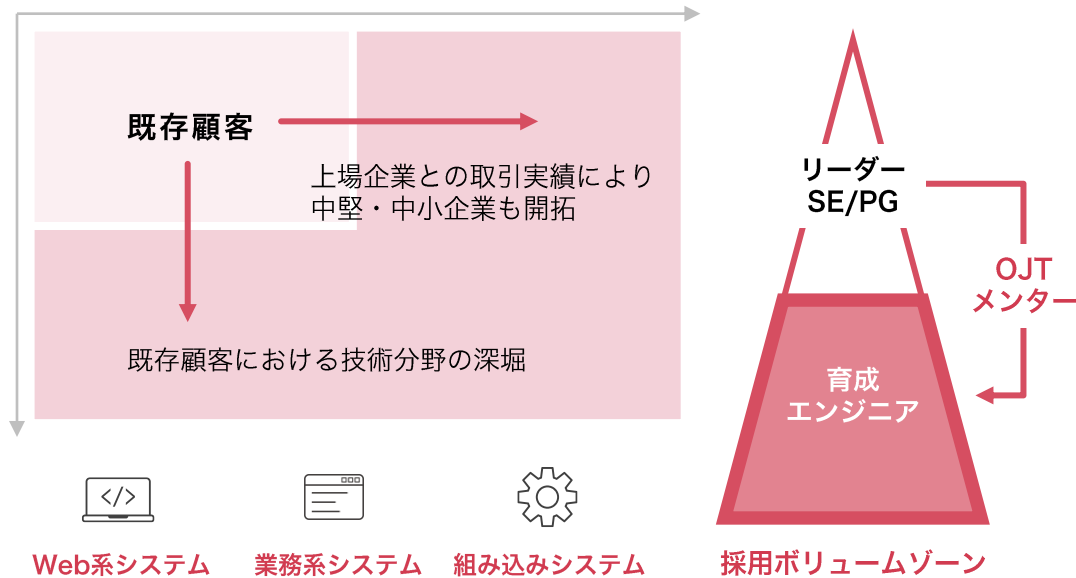 既存顧客
上場企業との取引実績により
中堅・中小企業も開拓
既存顧客における技術分野の深堀
Web系システム
業務系システム
組み込みシステム
リーダー
SE/PG
OJT
メンター
育成
エンジニア
採用ボリュームゾーン